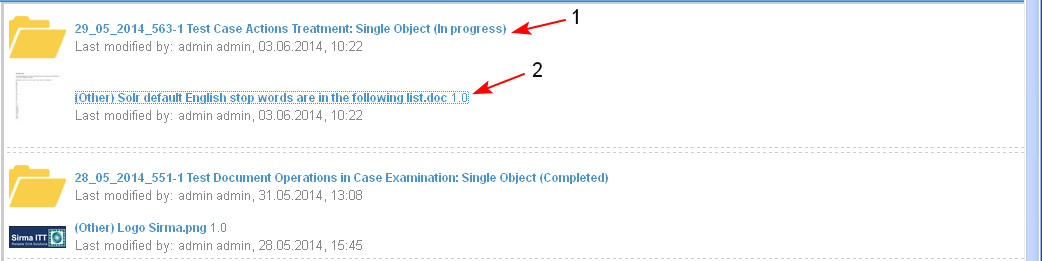 1
29_05_2014_563-1 Test Case Actions Treatment: Single Object (In progress)
Last modified by: admin admin, 03.06.2014, 10:22
2
(Other) Solr default English stop words are in the following list.doc 1.0
Last modified by: admin admin, 03.06.2014, 10:22
28_05_2014_551-1 Test Document Operations in Case Examination: Single Object (Completed)
Last modified by: admin admin, 31.05.2014, 13:08
(Other) Logo Sirma.png 1.0
Sirma ITT
Last modified by: admin admin, 28.05.2014, 15:45